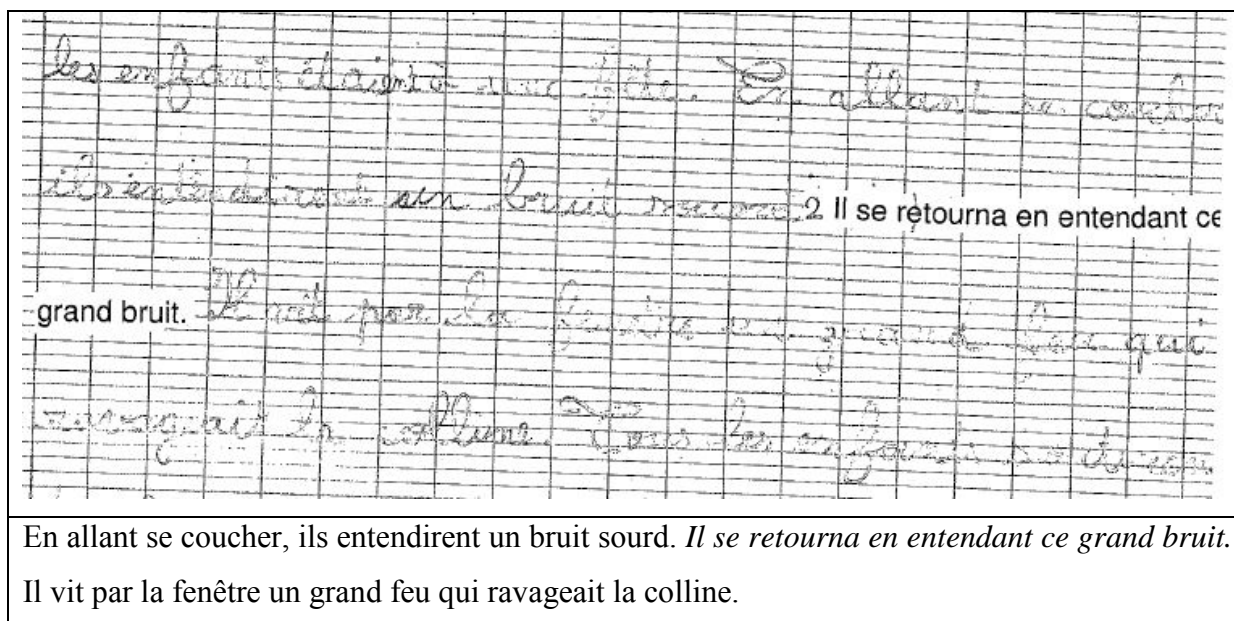 les enfants étaient à une fête. En allant se coucher
ils entendirent un bruit sourd 2 Il se retourna en entendant ce
grand bruit. Il vit par la fenêtre un grand feu qui
ravageait la colline. Tous les enfants
En allant se coucher, ils entendirent un bruit sourd. Il se retourna en entendant ce grand bruit.
Il vit par la fenêtre un grand feu qui ravageait la colline.